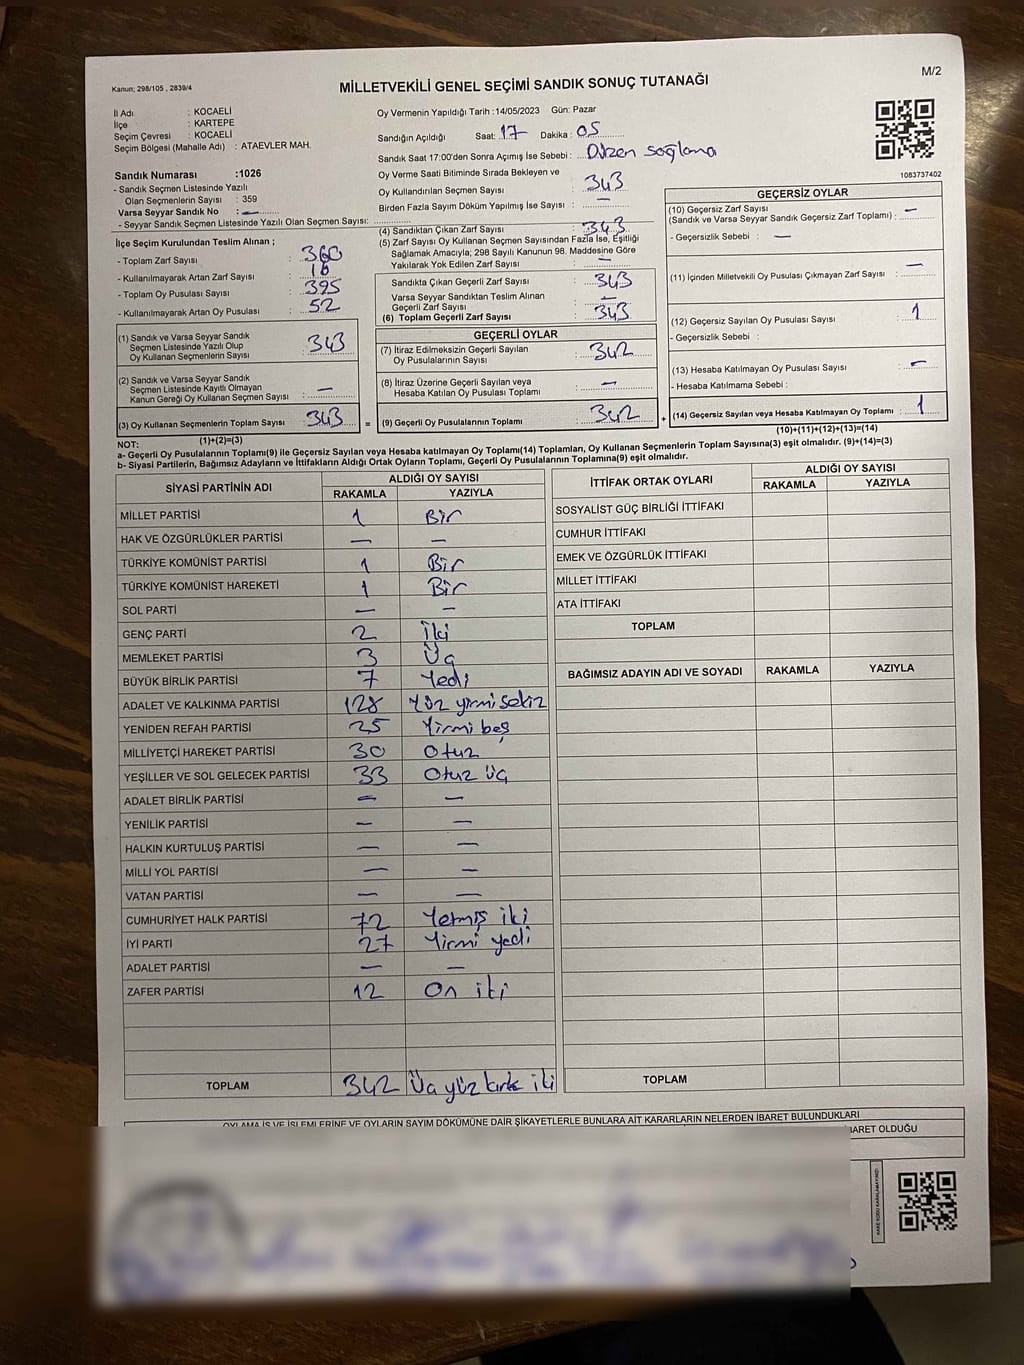 Kanun; 298/105 , 2839/4
MİLLETVEKİLİ GENEL SEÇİMİ SANDIK SONUÇ TUTANAĞI
M/2
İl Adı : KOCAELİ
İlçe : KARTEPE
Seçim Çevresi : KOCAELİ
Seçim Bölgesi (Mahalle Adı) : ATAEVLER MAH.
Oy Vermenin Yapıldığı Tarih :14/05/2023 Gün: Pazar
Sandığın Açıldığı Saat: 17 Dakika : 05
Sandık Saat 17:00'den Sonra Açımış İse Sebebi : Düzen sağlama
1083737402
Sandık Numarası :1026
- Sandık Seçmen Listesinde Yazılı
Olan Seçmenlerin Sayısı : 359
Varsa Seyyar Sandık No : —
- Seyyar Sandık Seçmen Listesinde Yazılı Olan Seçmen Sayısı:
Oy Verme Saati Bitiminde Sırada Bekleyen ve
Oy Kullandırılan Seçmen Sayısı : 343
Birden Fazla Sayım Döküm Yapılmış İse Sayısı : —
İlçe Seçim Kurulundan Teslim Alınan ;
- Toplam Zarf Sayısı : 360
- Kullanılmayarak Artan Zarf Sayısı :
- Toplam Oy Pusulası Sayısı : 395
- Kullanılmayarak Artan Oy Pusulası : 52
(4) Sandıktan Çıkan Zarf Sayısı : 343
(5) Zarf Sayısı Oy Kullanan Seçmen Sayısından Fazla İse, Eşitliği
Sağlamak Amacıyla; 298 Sayılı Kanunun 98. Maddesine Göre
Yakılarak Yok Edilen Zarf Sayısı : —
Sandıkta Çıkan Geçerli Zarf Sayısı : 343
Varsa Seyyar Sandıktan Teslim Alınan
Geçerli Zarf Sayısı : —
(6) Toplam Geçerli Zarf Sayısı : 343
GEÇERSİZ OYLAR
(10) Geçersiz Zarf Sayısı
(Sandık ve Varsa Seyyar Sandık Geçersiz Zarf Toplamı) : —
- Geçersizlik Sebebi : —
(11) İçinden Milletvekili Oy Pusulası Çıkmayan Zarf Sayısı : —
(12) Geçersiz Sayılan Oy Pusulası Sayısı : 1
- Geçersizlik Sebebi :
(13) Hesaba Katılmayan Oy Pusulası Sayısı : —
- Hesaba Katılmama Sebebi :
(14) Geçersiz Sayılan veya Hesaba Katılmayan Oy Toplamı : 1
(10)+(11)+(12)+(13)=(14)
(1) Sandık ve Varsa Seyyar Sandık
Seçmen Listesinde Yazılı Olup
Oy Kullanan Seçmenlerin Sayısı : 343
(2) Sandık ve Varsa Seyyar Sandık
Seçmen Listesinde Kayıtlı Olmayan
Kanun Gereği Oy Kullanan Seçmen Sayısı : —
(3) Oy Kullanan Seçmenlerin Toplam Sayısı : 343
(1)+(2)=(3)
GEÇERLİ OYLAR
(7) İtiraz Edilmeksizin Geçerli Sayılan
Oy Pusulalarının Sayısı : 342
(8) İtiraz Üzerine Geçerli Sayılan veya
Hesaba Katılan Oy Pusulası Toplamı : —
= (9) Geçerli Oy Pusulalarının Toplamı : 342 +
NOT:
a- Geçerli Oy Pusulasının Toplamı(9) ile Geçersiz Sayılan veya Hesaba katılmayan Oy Toplamı(14) Toplamları, Oy Kullanan Seçmenlerin Toplam Sayısına(3) eşit olmalıdır. (9)+(14)=(3)
b- Siyasi Partilerin, Bağımsız Adayların ve İttifakların Aldığı Ortak Oyların Toplamı, Geçerli Oy Pusulalarının Toplamına(9) eşit olmalıdır.
SİYASİ PARTİNİN ADI ALDIĞI OY SAYISI
RAKAMLA YAZIYLA
MİLLET PARTİSİ 1 Bir
HAK VE ÖZGÜRLÜKLER PARTİSİ — —
TÜRKİYE KOMÜNİST PARTİSİ 1 Bir
TÜRKİYE KOMÜNİST HAREKETİ 1 Bir
SOL PARTİ — —
GENÇ PARTİ 2 İki
MEMLEKET PARTİSİ 3 Üç
BÜYÜK BİRLİK PARTİSİ 7 Yedi
ADALET VE KALKINMA PARTİSİ 128 Yüz yirmi sekiz
YENİDEN REFAH PARTİSİ 25 Yirmi beş
MİLLİYETÇİ HAREKET PARTİSİ 30 Otuz
YEŞİLLER VE SOL GELECEK PARTİSİ 33 Otuz üç
ADALET BİRLİK PARTİSİ — —
YENİLİK PARTİSİ — —
HALKIN KURTULUŞ PARTİSİ — —
MİLLİ YOL PARTİSİ — —
VATAN PARTİSİ — —
CUMHURİYET HALK PARTİSİ 72 Yetmiş iki
İYİ PARTİ 27 Yirmi yedi
ADALET PARTİSİ — —
ZAFER PARTİSİ 12 On iki
TOPLAM 342 Üç yüz kırk iki
İTTİFAK ORTAK OYLARI ALDIĞI OY SAYISI
RAKAMLA YAZIYLA
SOSYALİST GÜÇ BİRLİĞİ İTTİFAKI
CUMHUR İTTİFAKI
EMEK VE ÖZGÜRLÜK İTTİFAKI
MİLLET İTTİFAKI
ATA İTTİFAKI
TOPLAM
BAĞIMSIZ ADAYIN ADI VE SOYADI RAKAMLA YAZIYLA
TOPLAM
OYLAMA İŞ VE İŞLEMLERİNE VE OYLARIN SAYIM DÖKÜMÜNE DAİR ŞİKAYETLERLE BUNLARA AİT KARARLARIN NELERDEN İBARET BULUNDUKLARI
İBARET OLDUĞU